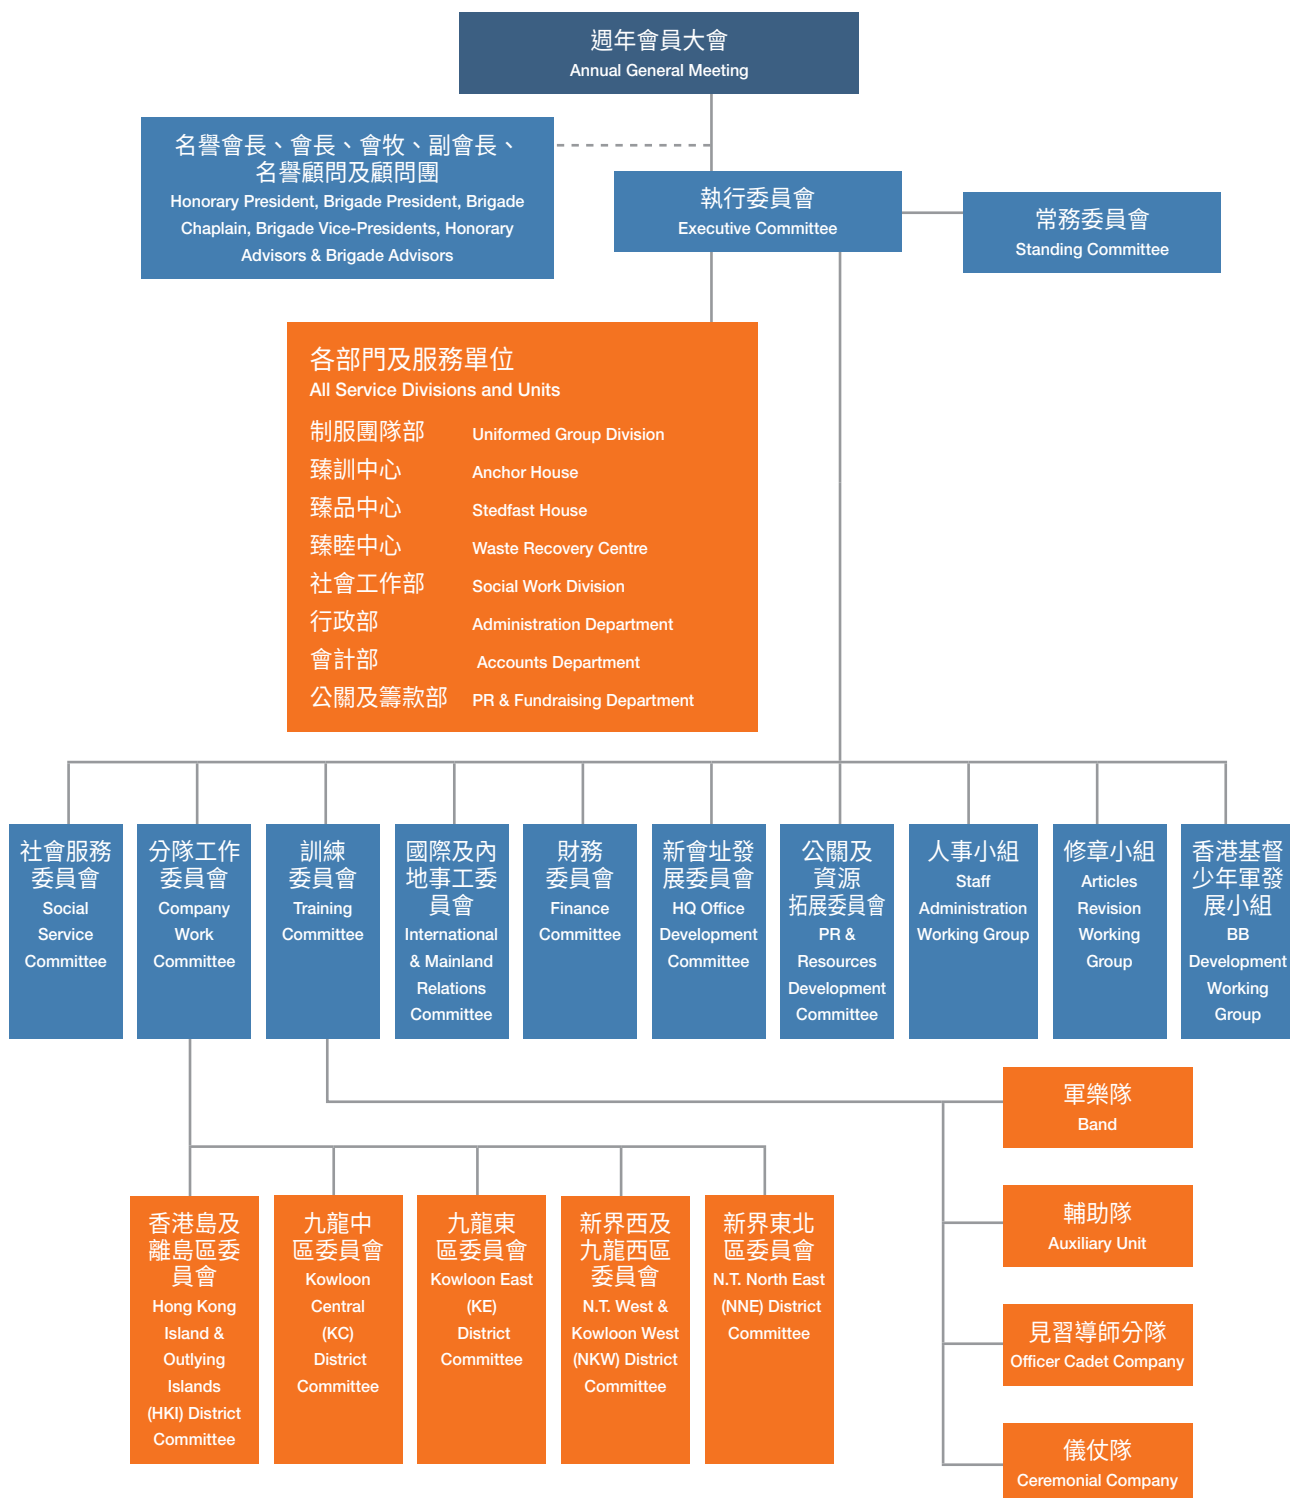 週年會員大會
Annual General Meeting
名譽會長、會長、會牧、副會長、
名譽顧問及顧問團
Honorary President, Brigade President, Brigade
Chaplain, Brigade Vice-Presidents, Honorary
Advisors & Brigade Advisors
執行委員會
Executive Committee
常務委員會
Standing Committee
各部門及服務單位
All Service Divisions and Units
制服團隊部 Uniformed Group Division
臻訓中心 Anchor House
臻品中心 Stedfast House
臻睦中心 Waste Recovery Centre
社會工作部 Social Work Division
行政部 Administration Department
會計部 Accounts Department
公關及籌款部 PR & Fundraising Department
社會服務
委員會
Social
Service
Committee
分隊工作
委員會
Company
Work
Committee
訓練
委員會
Training
Committee
國際及內
地事工委
員會
International
& Mainland
Relations
Committee
財務
委員會
Finance
Committee
新會址發
展委員會
HQ Office
Development
Committee
公關及
資源
拓展委員會
PR &
Resources
Development
Committee
人事小組
Staff
Administration
Working Group
修章小組
Articles
Revision
Working
Group
香港基督
少年軍發
展小組
BB
Development
Working
Group
軍樂隊
Band
輔助隊
Auxiliary Unit
見習導師分隊
Officer Cadet Company
儀仗隊
Ceremonial Company
香港島及
離島區委
員會
Hong Kong
Island &
Outlying
Islands
(HKI) District
Committee
九龍中
區委員會
Kowloon
Central
(KC)
District
Committee
九龍東
區委員會
Kowloon East
(KE)
District
Committee
新界西及
九龍西區
委員會
N.T. West &
Kowloon West
(NKW) District
Committee
新界東北
區委員會
N.T. North East
(NNE) District
Committee